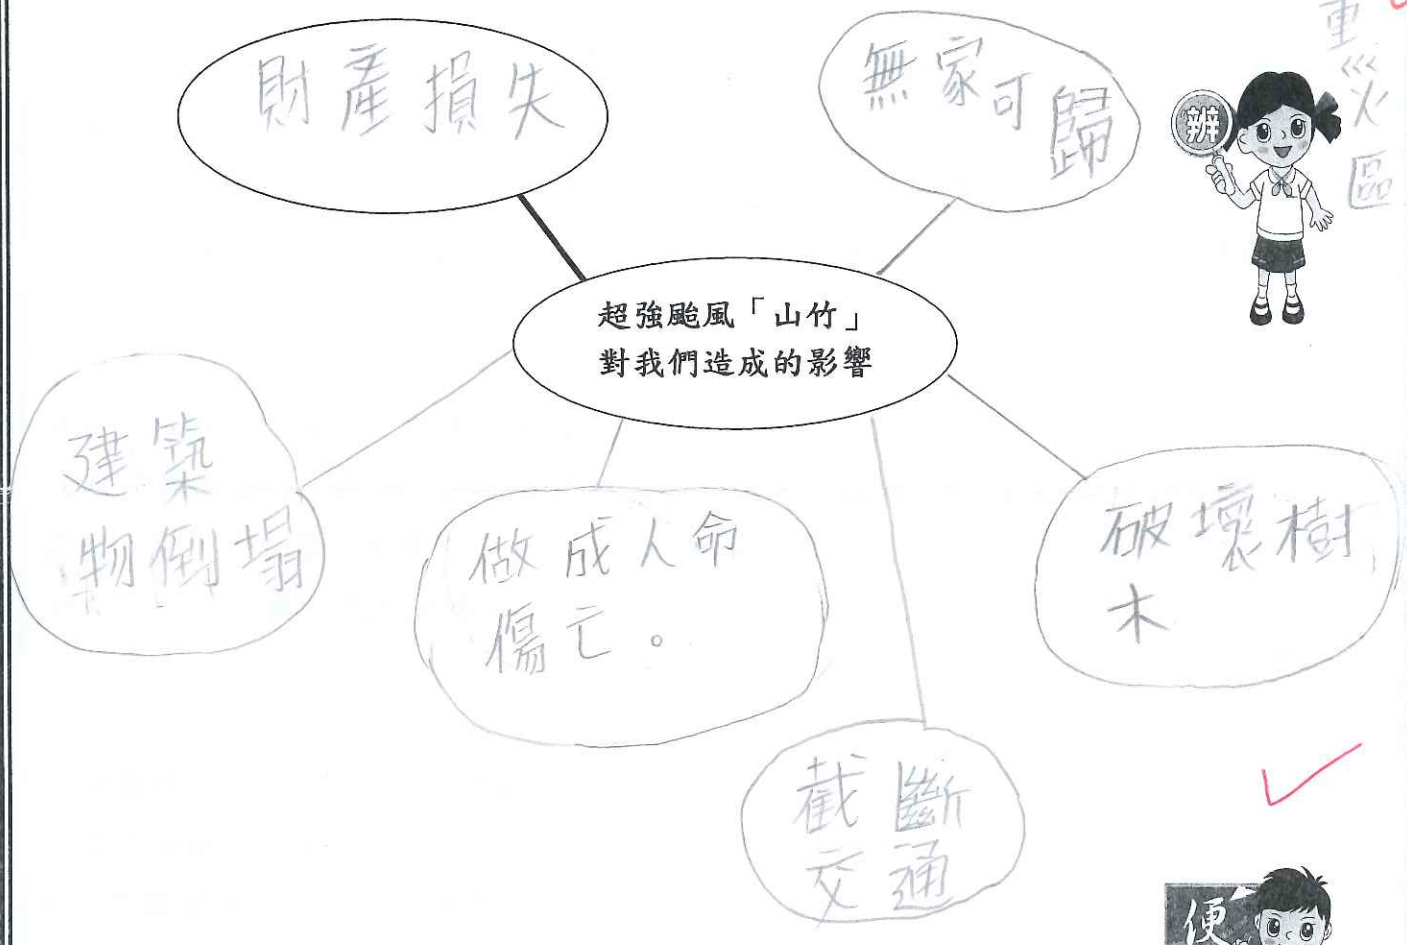 財產損失
無家可歸
重災區
辨
超強颱風「山竹」
對我們造成的影響
建築
物倒塌
做成人命
傷亡。
破壞樹
木
截斷
交通
便